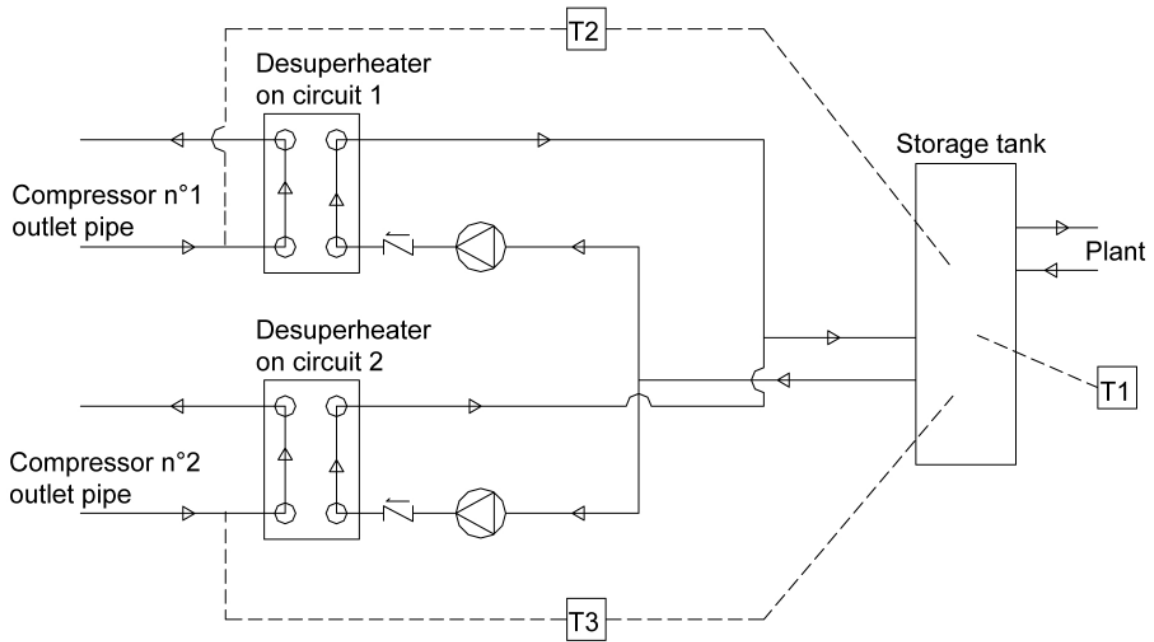 T2
Desuperheater
on circuit 1
Storage tank
Compressor n°1
outlet pipe
Plant
Desuperheater
on circuit 2
T1
Compressor n°2
outlet pipe
T3